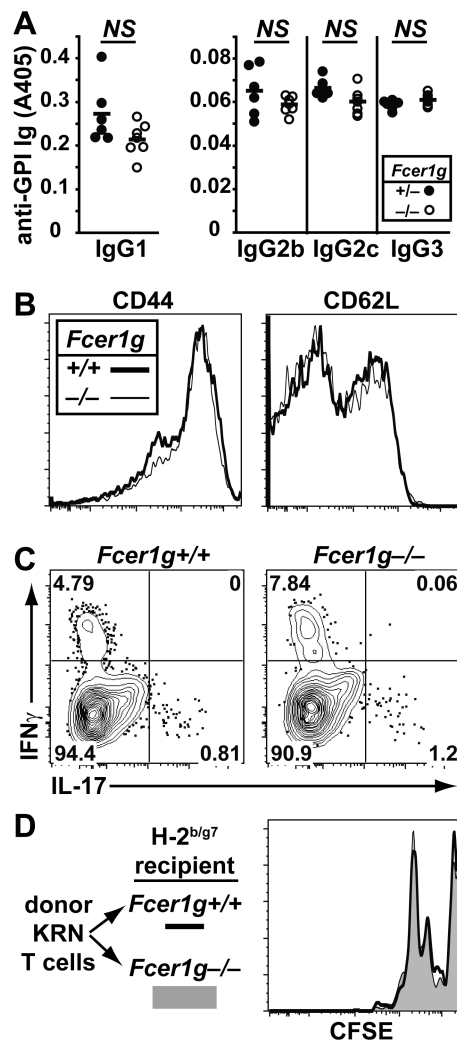 A
NS NS NS NS
anti-GPI Ig (A405)
0.4
0.3
0.2
0.1
0
0.08
0.06
0.04
0.02
0
Fcer1g
+/– ●
–/– ○
IgG1 IgG2b IgG2c IgG3
B
CD44 CD62L
Fcer1g
+/+
–/–
C
Fcer1g+/+ Fcer1g–/–
4.79 0 7.84 0.06
IFNγ
94.4 0.81 90.9 1.2
IL-17
D
H-2b/g7
recipient
donor
KRN
T cells
Fcer1g+/+
Fcer1g–/–
CFSE